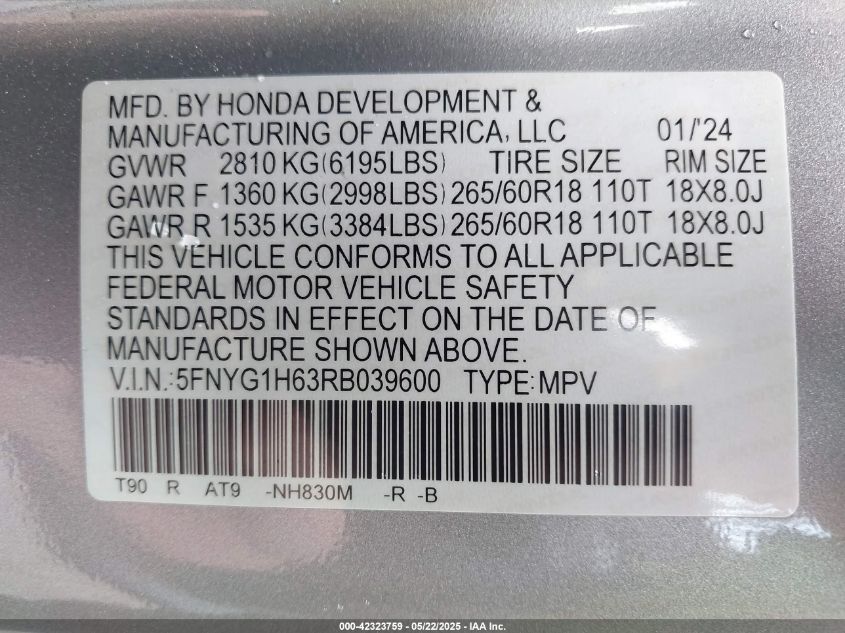 MFD. BY HONDA DEVELOPMENT &
MANUFACTURING OF AMERICA, LLC 01/'24
GVWR 2810 KG(6195LBS) TIRE SIZE RIM SIZE
GAWR F 1360 KG(2998LBS) 265/60R18 110T 18X8.0J
GAWR R 1535 KG(3384LBS) 265/60R18 110T 18X8.0J
THIS VEHICLE CONFORMS TO ALL APPLICABLE
FEDERAL MOTOR VEHICLE SAFETY
STANDARDS IN EFFECT ON THE DATE OF
MANUFACTURE SHOWN ABOVE.
V.I.N.:5FNYG1H63RB039600 TYPE:MPV
T90 R AT9 -NH830M -R -B
000-42323759 - 05/22/2025 - IAA Inc.